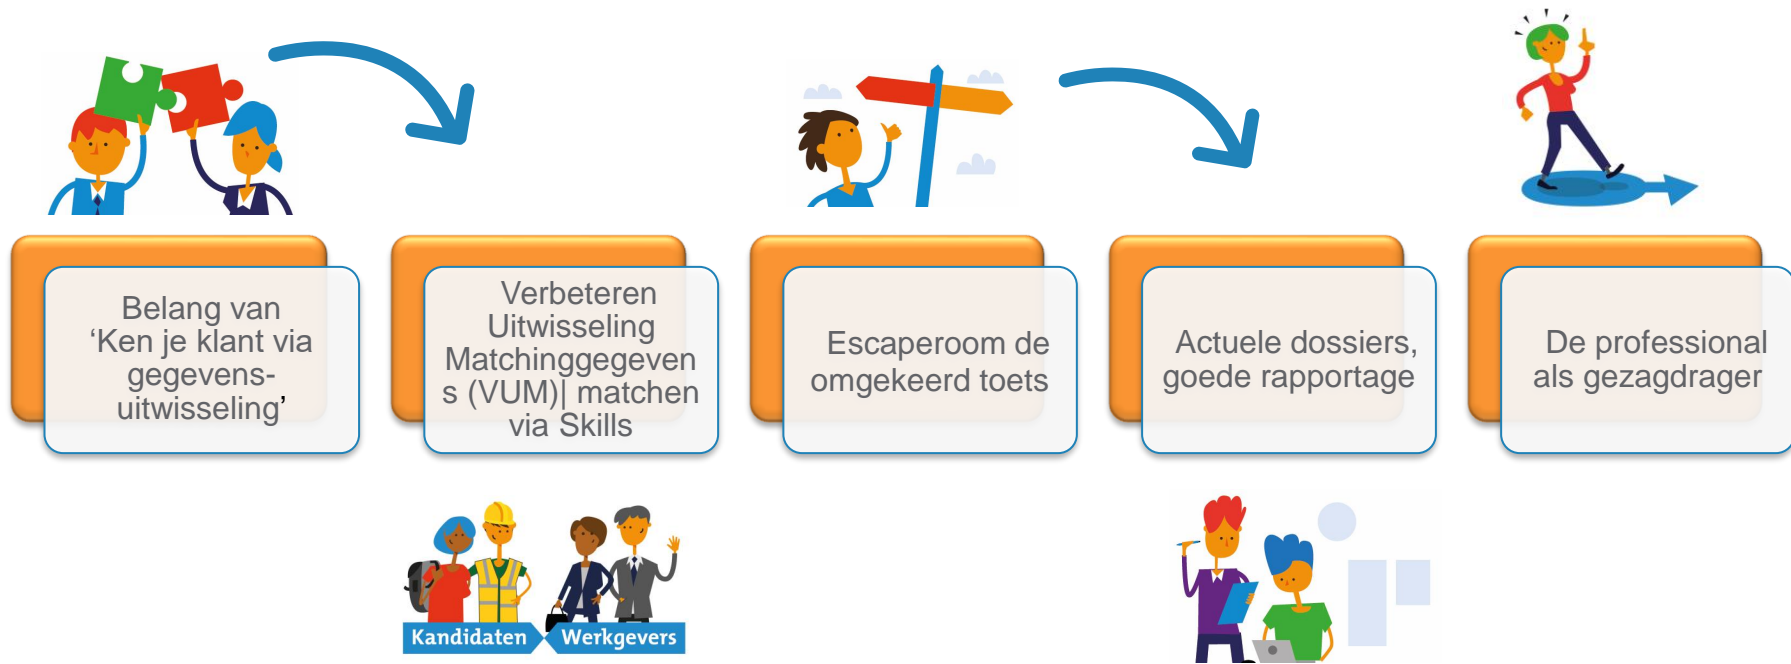 Belang van
‘Ken je klant via
gegevens-
uitwisseling’
Verbeteren
Uitwisseling
Matchinggegeven
s (VUM)| matchen
via Skills
Escaperoom de
omgekeerd toets
Actuele dossiers,
goede rapportage
De professional
als gezagdrager
Kandidaten Werkgevers